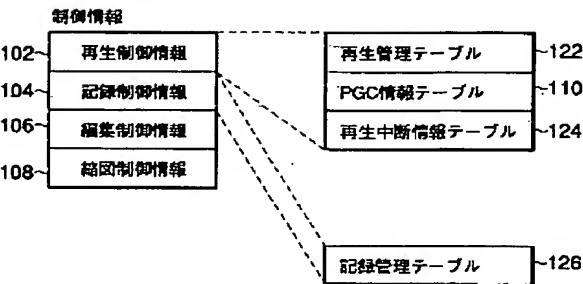 制御情報
102 再生制御情報
104 記録制御情報
106 編集制御情報
108 縮図制御情報
再生管理テーブル 122
PGC情報テーブル 110
再生中断情報テーブル 124
記録管理テーブル 126